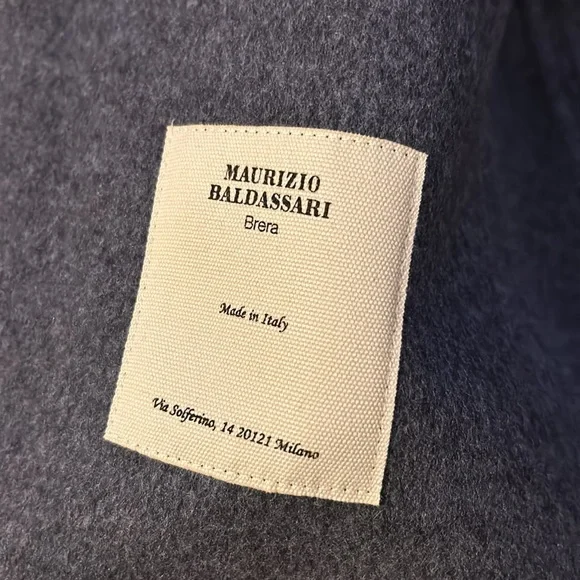 MAURIZIO
BALDASSARI
Brera
Made in Italy
Via Solferino, 14 20121 Milano